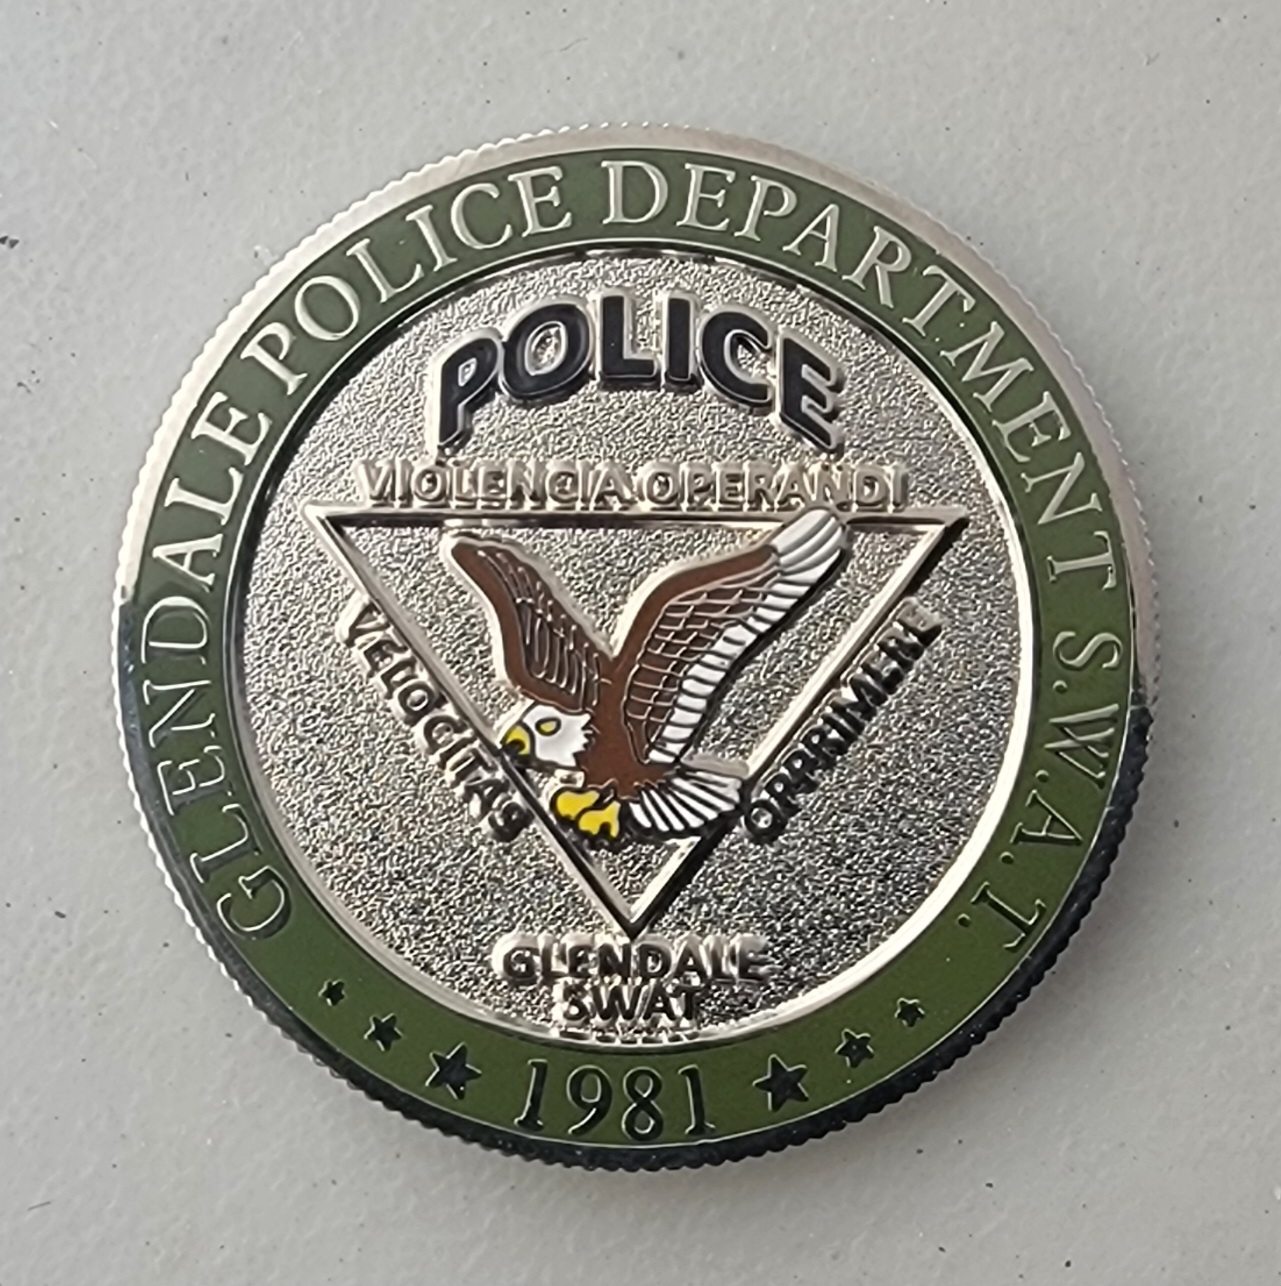 GLENDALE POLICE DEPARTMENT S.W.A.T.
POLICE
VIOLENCIA OPERANDI
VELOCITAS
OPPRIMERE
GLENDALE
SWAT
1981